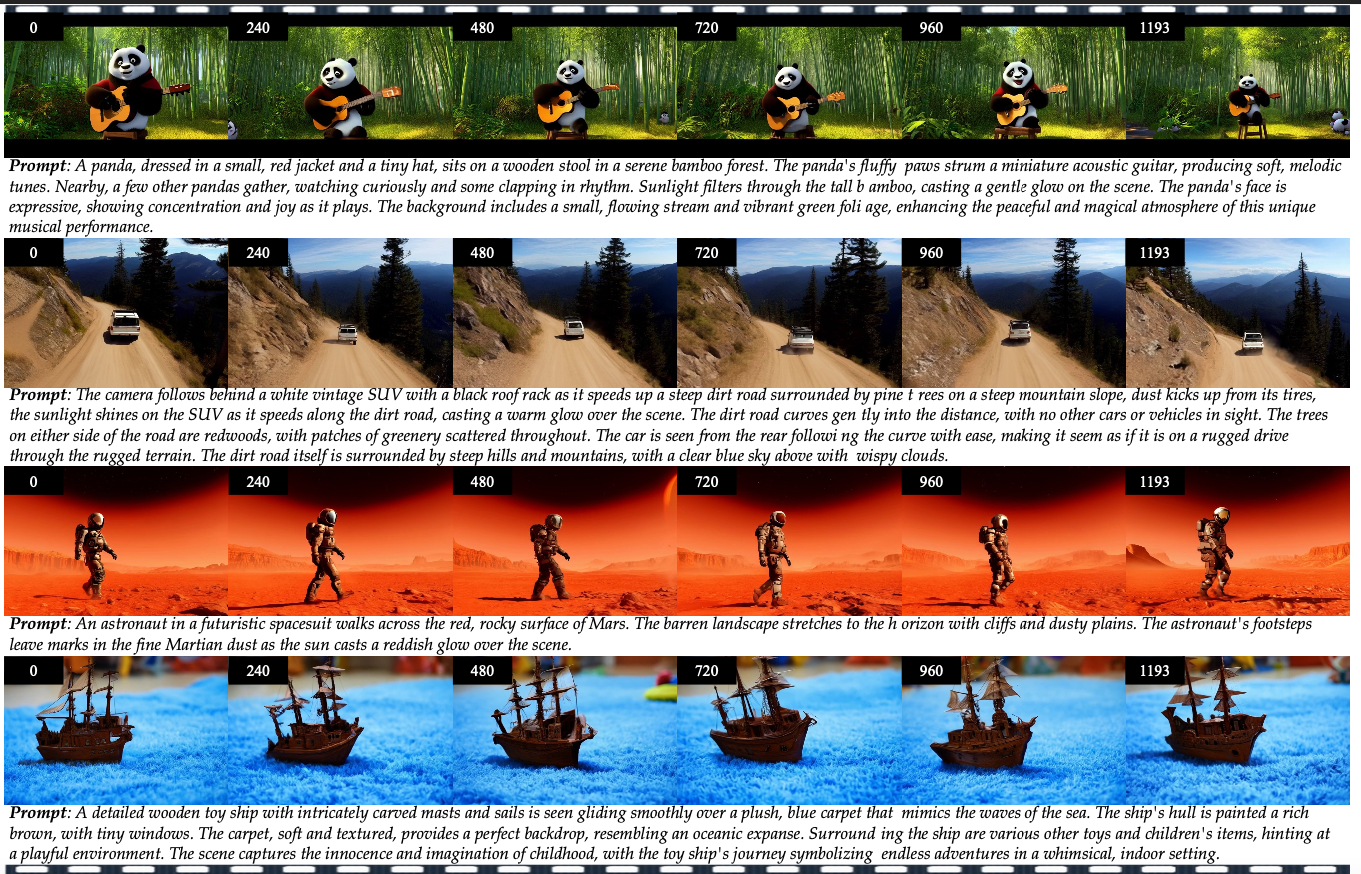 0 240 480 720 960 1193
Prompt: A panda, dressed in a small, red jacket and a tiny hat, sits on a wooden stool in a serene bamboo forest. The panda's fluffy paws strum a miniature acoustic guitar, producing soft, melodic
tunes. Nearby, a few other pandas gather, watching curiously and some clapping in rhythm. Sunlight filters through the tall b amboo, casting a gentle glow on the scene. The panda's face is
expressive, showing concentration and joy as it plays. The background includes a small, flowing stream and vibrant green foli age, enhancing the peaceful and magical atmosphere of this unique
musical performance.
0 240 480 720 960 1193
Prompt: The camera follows behind a white vintage SUV with a black roof rack as it speeds up a steep dirt road surrounded by pine t rees on a steep mountain slope, dust kicks up from its tires,
the sunlight shines on the SUV as it speeds along the dirt road, casting a warm glow over the scene. The dirt road curves gen tly into the distance, with no other cars or vehicles in sight. The trees
on either side of the road are redwoods, with patches of greenery scattered throughout. The car is seen from the rear followi ng the curve with ease, making it seem as if it is on a rugged drive
through the rugged terrain. The dirt road itself is surrounded by steep hills and mountains, with a clear blue sky above with wispy clouds.
0 240 480 720 960 1193
Prompt: An astronaut in a futuristic spacesuit walks across the red, rocky surface of Mars. The barren landscape stretches to the h orizon with cliffs and dusty plains. The astronaut's footsteps
leave marks in the fine Martian dust as the sun casts a reddish glow over the scene.
0 240 480 720 960 1193
Prompt: A detailed wooden toy ship with intricately carved masts and sails is seen gliding smoothly over a plush, blue carpet that mimics the waves of the sea. The ship's hull is painted a rich
brown, with tiny windows. The carpet, soft and textured, provides a perfect backdrop, resembling an oceanic expanse. Surround ing the ship are various other toys and children's items, hinting at
a playful environment. The scene captures the innocence and imagination of childhood, with the toy ship's journey symbolizing endless adventures in a whimsical, indoor setting.